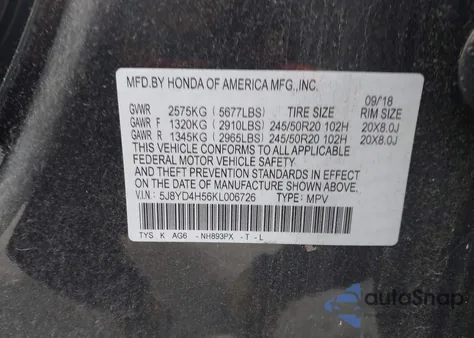 MFD.BY HONDA OF AMERICA MFG.,INC.
09/'18
GVWR 2575KG (5677LBS) TIRE SIZE RIM SIZE
GAWR F 1320KG (2910LBS) 245/50R20 102H 20X8.0J
GAWR R 1345KG (2965LBS) 245/50R20 102H 20X8.0J
THIS VEHICLE CONFORMS TO ALL APPLICABLE
FEDERAL MOTOR VEHICLE SAFETY.
AND THEFT PREVENTION STANDARDS IN EFFECT
ON THE DATE OF MANUFACTURE SHOWN ABOVE.
V.I.N: 5J8YD4H56KL006726 TYPE: MPV
TYS K AG6 -NH893PX -T -L
autoSnap